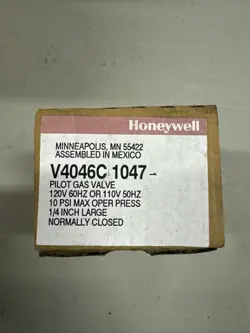 Honeywell
MINNEAPOLIS, MN 55422
ASSEMBLED IN MEXICO
V4046C 1047
PILOT GAS VALVE
120V 60HZ OR 110V 50HZ
10 PSI MAX OPER PRESS
1/4 INCH LARGE
NORMALLY CLOSED